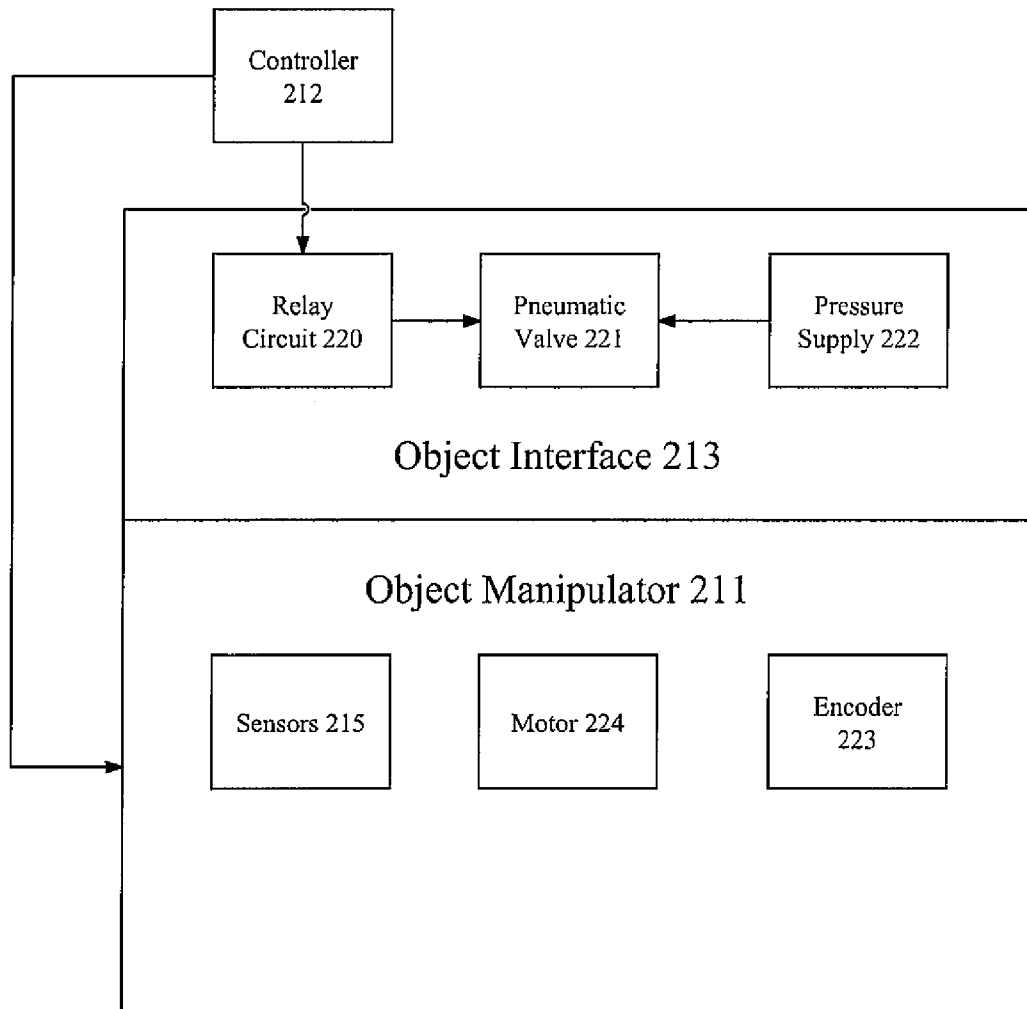 Controller
212
Relay
Circuit 220
Pneumatic
Valve 221
Pressure
Supply 222
Object Interface 213
Object Manipulator 211
Sensors 215
Motor 224
Encoder
223